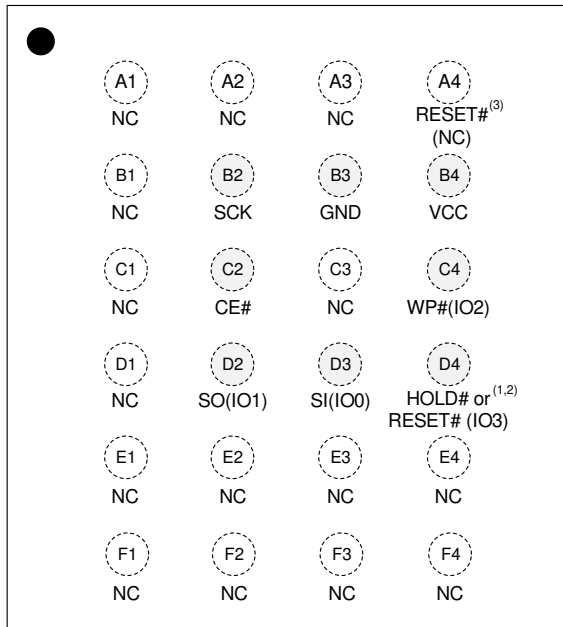 A1 A2 A3 A4
NC NC NC RESET#(3)
(NC)
B1 B2 B3 B4
NC SCK GND VCC
C1 C2 C3 C4
NC CE# NC WP#(IO2)
D1 D2 D3 D4
NC SO(IO1) SI(IO0) HOLD# or (1,2)
RESET# (IO3)
E1 E2 E3 E4
NC NC NC NC
F1 F2 F3 F4
NC NC NC NC